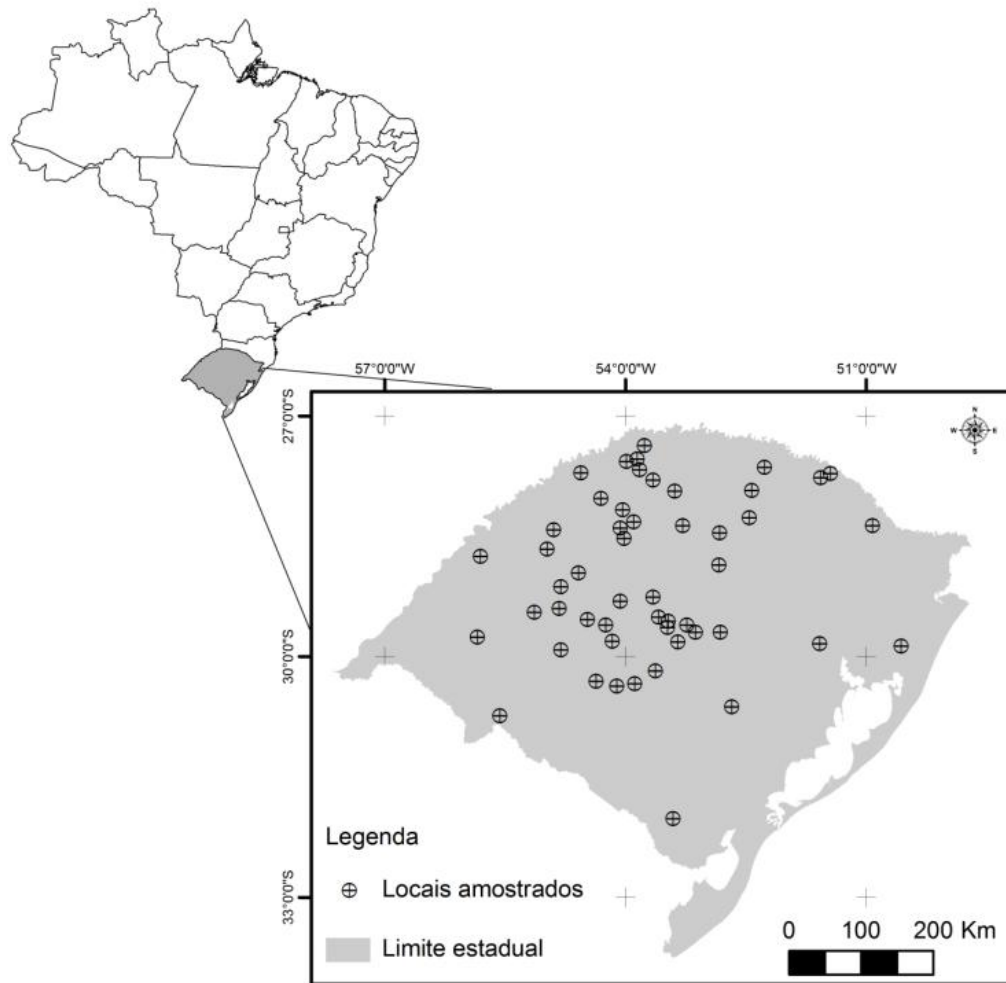 57°0'0"W 54°0'0"W 51°0'0"W
27°0'0"S
N
W E
S
30°0'0"S
33°0'0"S
Legenda
Locais amostrados
Limite estadual
0 100 200 Km